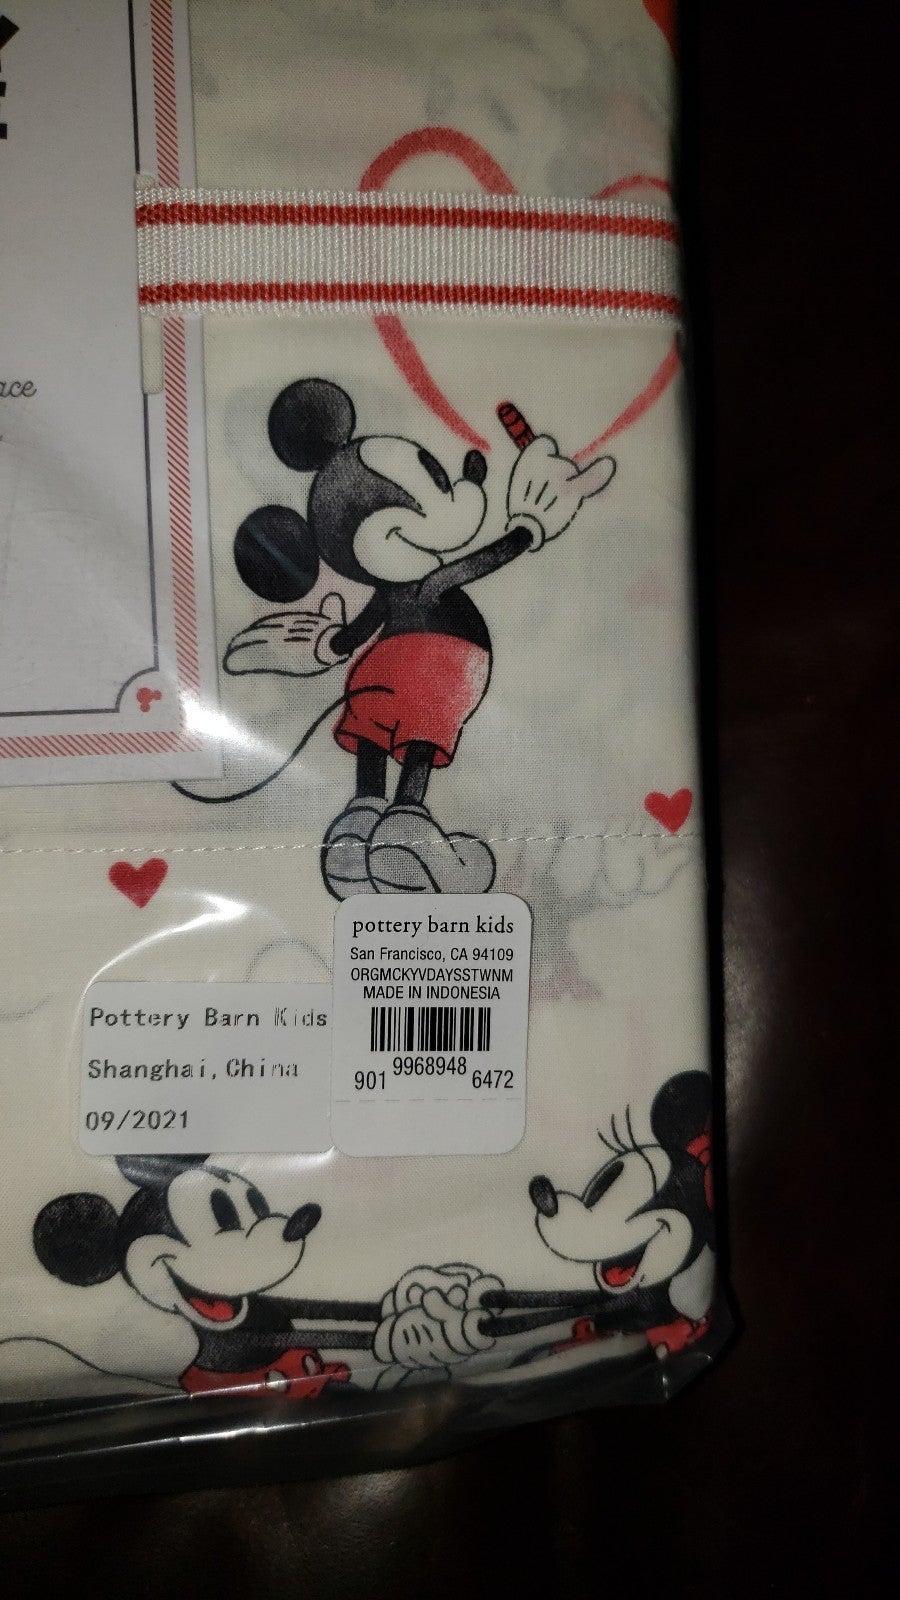 pottery barn kids
San Francisco, CA 94109
ORGMCKYVDAYSSTWNM
MADE IN INDONESIA
901 9968948 6472
Pottery Barn Kids
Shanghai, China
09/2021